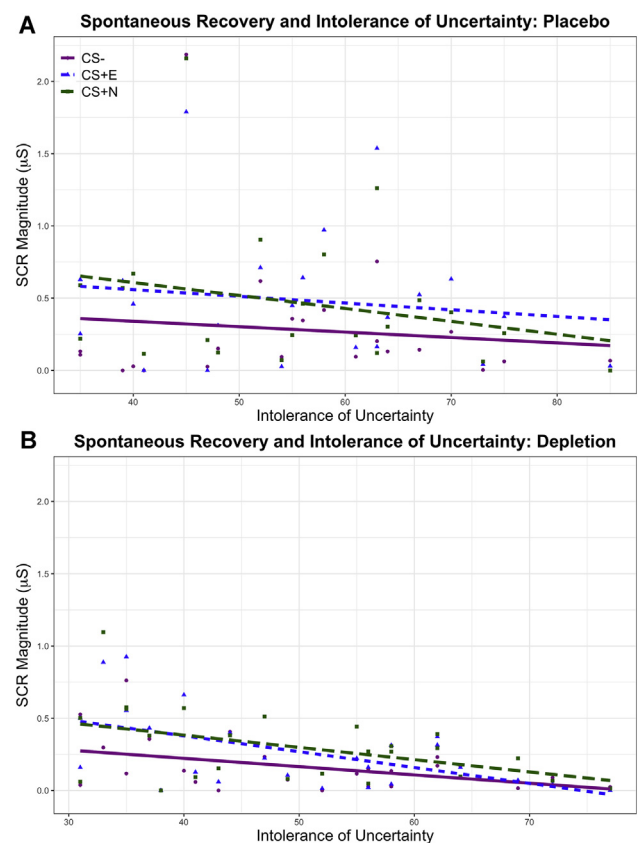 A
Spontaneous Recovery and Intolerance of Uncertainty: Placebo
CS-
CS+E
CS+N
SCR Magnitude (μS)
2.0
1.5
1.0
0.5
0.0
40 50 60 70 80
Intolerance of Uncertainty
B
Spontaneous Recovery and Intolerance of Uncertainty: Depletion
SCR Magnitude (μS)
2.0
1.5
1.0
0.5
0.0
30 40 50 60 70
Intolerance of Uncertainty